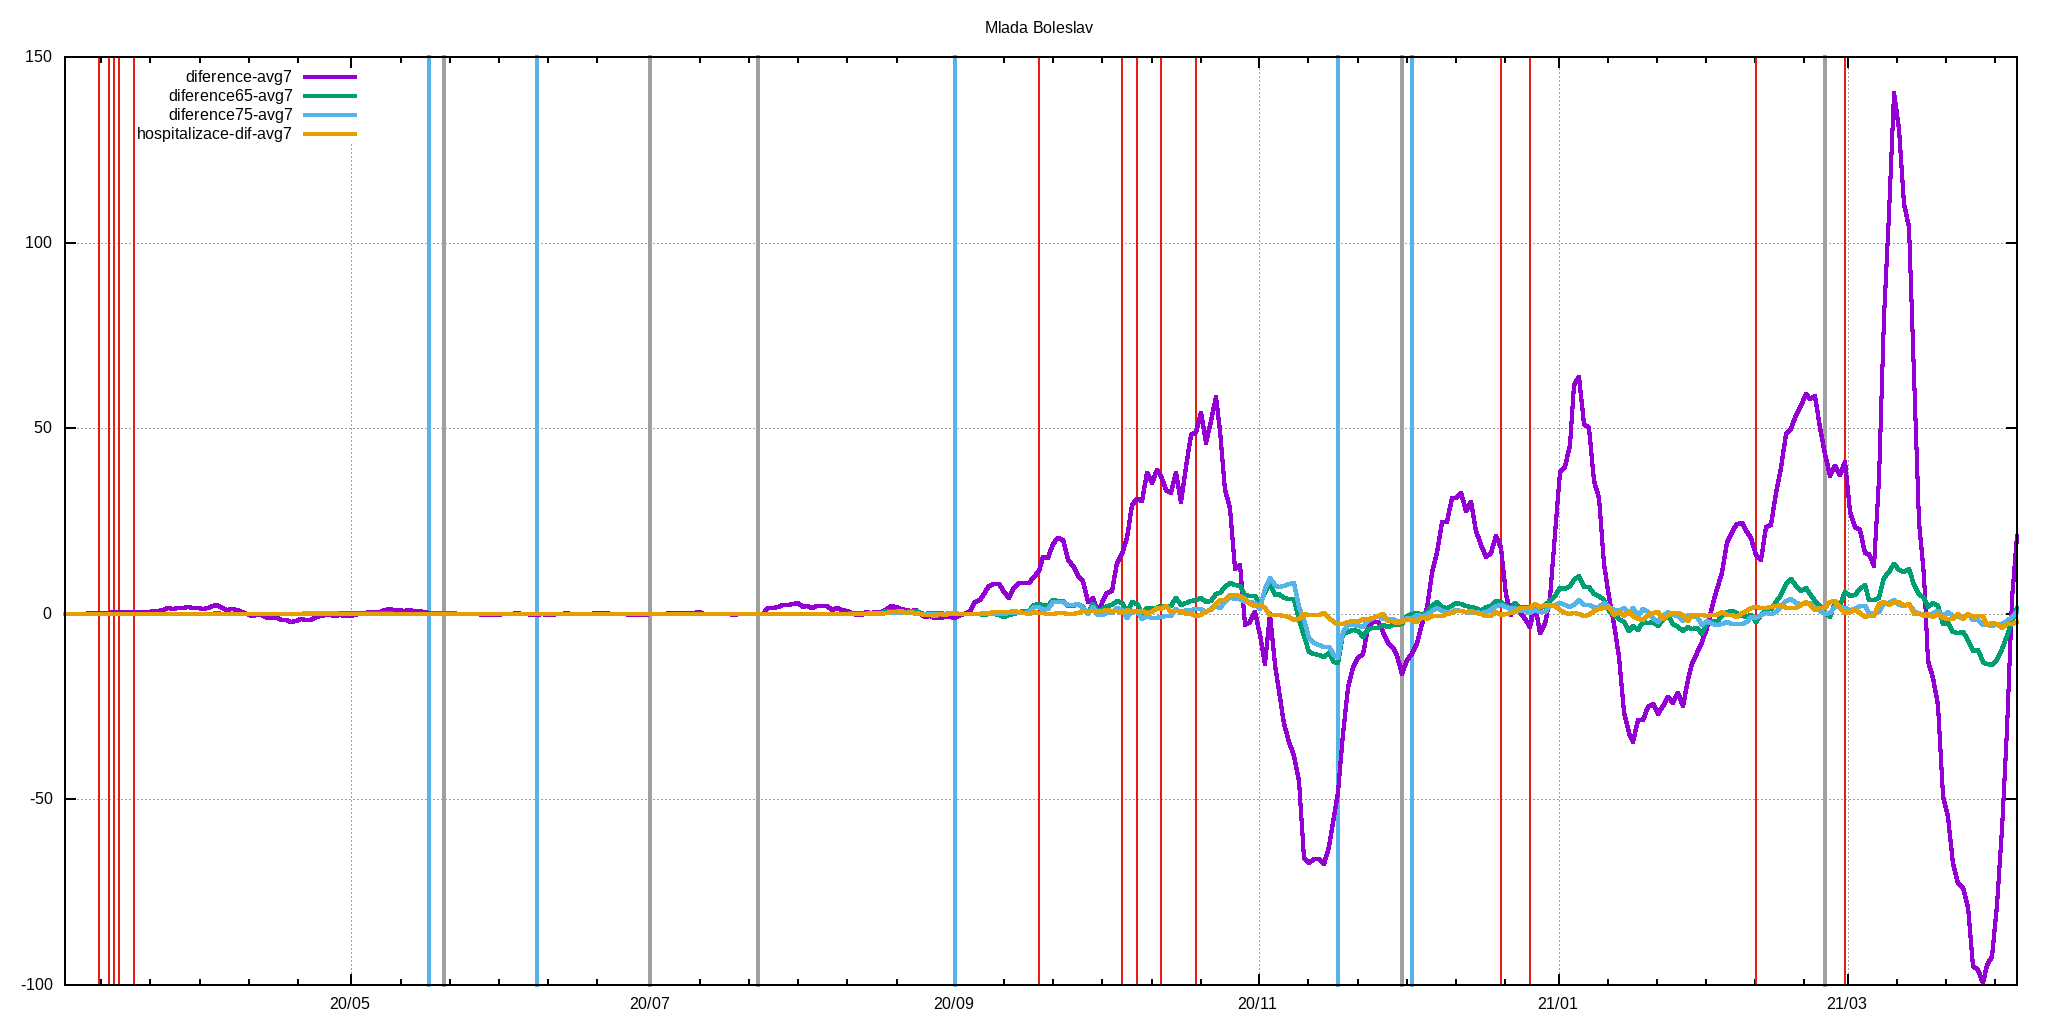 Mlada Boleslav
150
diference-avg7
diference65-avg7
diference75-avg7
hospitalizace-dif-avg7
100
50
0
-50
-100
20/05 20/07 20/09 20/11 21/01 21/03